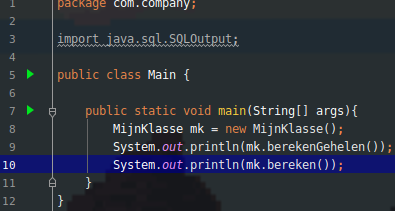 1 package com.company;
2
3 import java.sql.SQLOutput;
4
5 public class Main {
6
7 public static void main(String[] args){
8 MijnKlasse mk = new MijnKlasse();
9 System.out.println(mk.berekenGehelen());
10 System.out.println(mk.bereken());
11 }
12 }